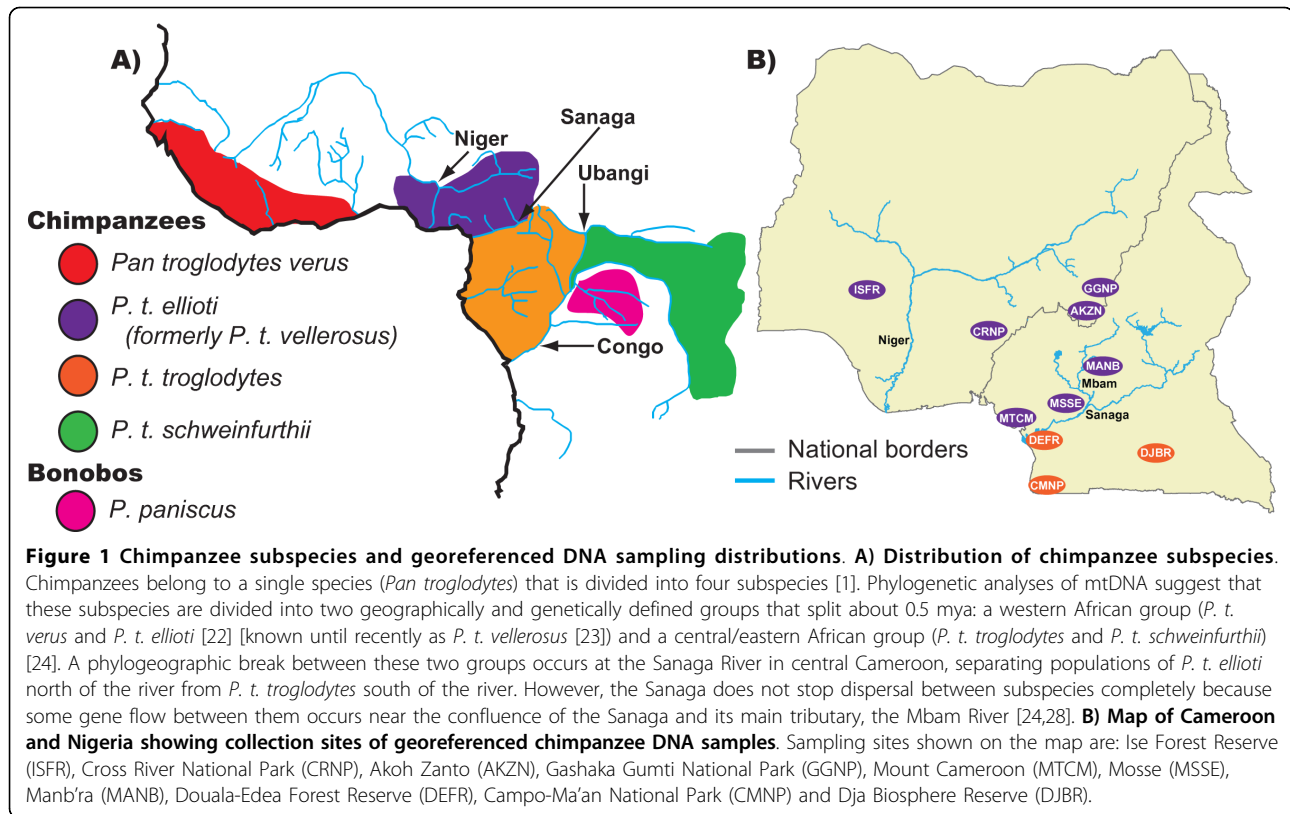 A)
Niger
Sanaga
Ubangi
Congo
Chimpanzees
Pan troglodytes verus
P. t. ellioti
(formerly P. t. vellerosus)
P. t. troglodytes
P. t. schweinfurthii
Bonobos
P. paniscus
B)
ISFR
GGNP
AKZN
CRNP
Niger
MANB
Mbam
MSSE
Sanaga
MTCM
DEFR
DJBR
CMNP
National borders
Rivers
Figure 1 Chimpanzee subspecies and georeferenced DNA sampling distributions. A) Distribution of chimpanzee subspecies.
Chimpanzees belong to a single species (Pan troglodytes) that is divided into four subspecies [1]. Phylogenetic analyses of mtDNA suggest that
these subspecies are divided into two geographically and genetically defined groups that split about 0.5 mya: a western African group (P. t.
verus and P. t. ellioti [22] [known until recently as P. t. vellerosus [23]) and a central/eastern African group (P. t. troglodytes and P. t. schweinfurthii)
[24]. A phylogeographic break between these two groups occurs at the Sanaga River in central Cameroon, separating populations of P. t. ellioti
north of the river from P. t. troglodytes south of the river. However, the Sanaga does not stop dispersal between subspecies completely because
some gene flow between them occurs near the confluence of the Sanaga and its main tributary, the Mbam River [24,28]. B) Map of Cameroon
and Nigeria showing collection sites of georeferenced chimpanzee DNA samples. Sampling sites shown on the map are: Ise Forest Reserve
(ISFR), Cross River National Park (CRNP), Akoh Zanto (AKZN), Gashaka Gumti National Park (GGNP), Mount Cameroon (MTCM), Mosse (MSSE),
Manb'ra (MANB), Douala-Edea Forest Reserve (DEFR), Campo-Ma'an National Park (CMNP) and Dja Biosphere Reserve (DJBR).